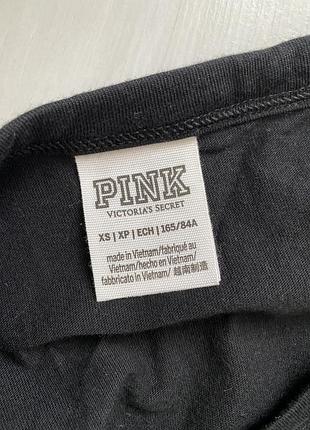 PINK
VICTORIA'S SECRET
XS | XP | ECH | 165/84A
made in Vietnam/fabriqué au
Vietnam/hecho en Vietnam/
fabbricato in Vietnam/ 越南制造